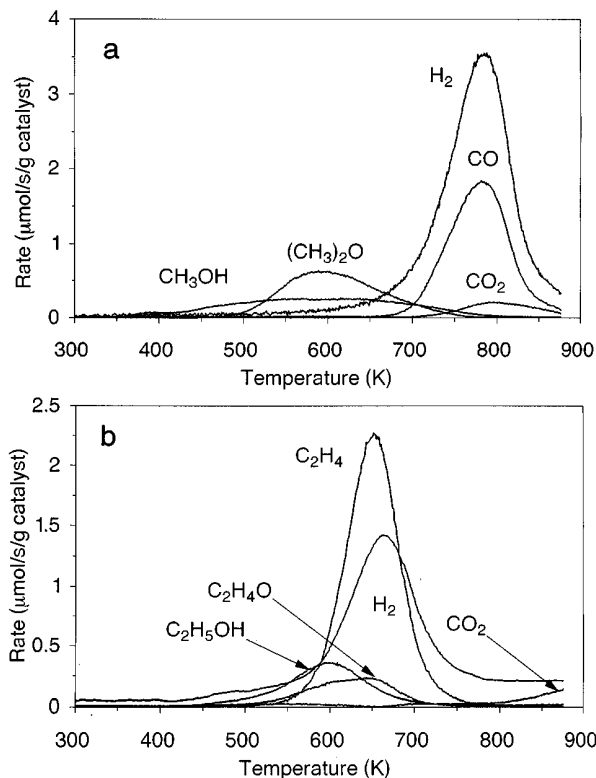 a
4
3
2
1
0
Rate (μmol/s/g catalyst)
H₂
CO
(CH₃)₂O
CH₃OH
CO₂
300 400 500 600 700 800 900
Temperature (K)
b
2.5
2
1.5
1
0.5
0
Rate (μmol/s/g catalyst)
C₂H₄
C₂H₄O
H₂
C₂H₅OH
CO₂
300 400 500 600 700 800 900
Temperature (K)